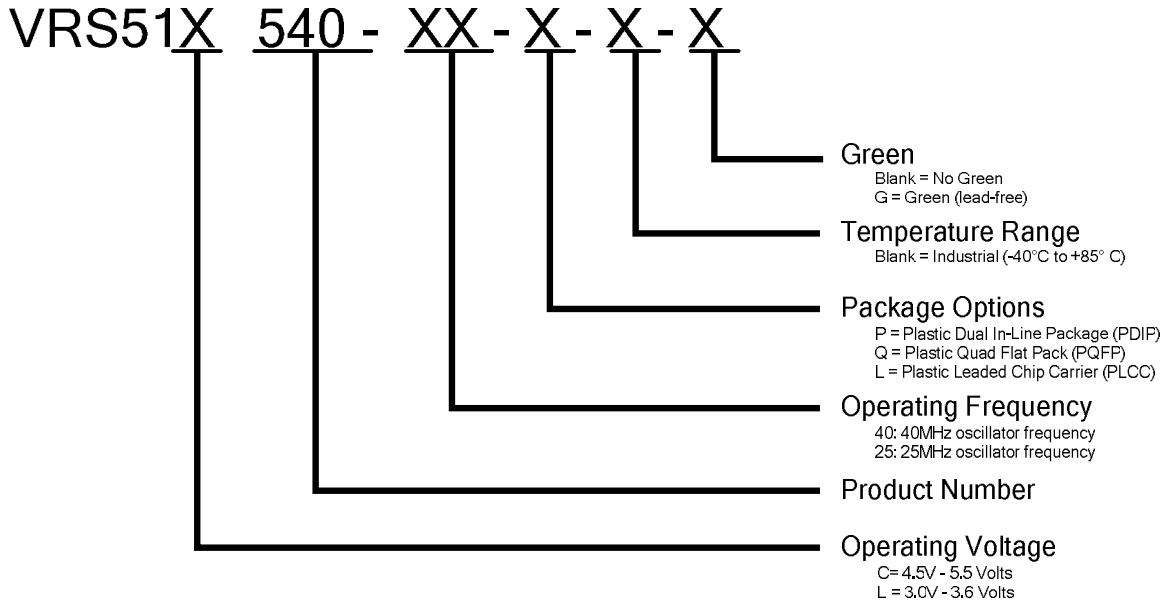 VRS51X 540 - XX - X - X - X
Green
Blank = No Green
G = Green (lead-free)
Temperature Range
Blank = Industrial (-40°C to +85° C)
Package Options
P = Plastic Dual In-Line Package (PDIP)
Q = Plastic Quad Flat Pack (PQFP)
L = Plastic Leaded Chip Carrier (PLCC)
Operating Frequency
40: 40MHz oscillator frequency
25: 25MHz oscillator frequency
Product Number
Operating Voltage
C= 4.5V - 5.5 Volts
L = 3.0V - 3.6 Volts